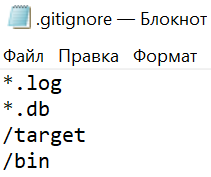 .gitignore — Блокнот
Файл Правка Формат
*.log
*.db
/target
/bin